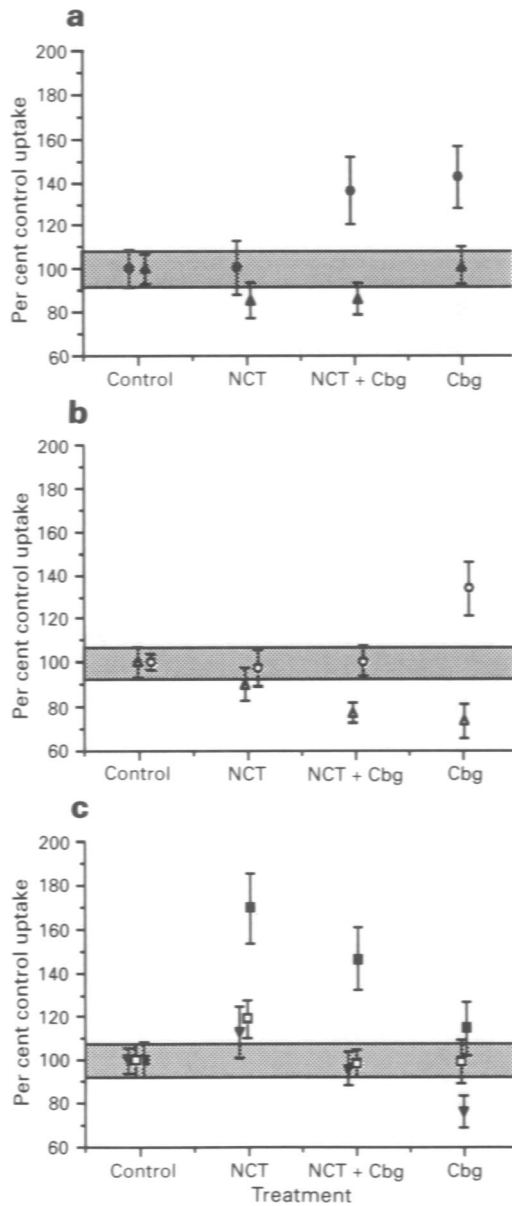 a
Per cent control uptake
200
180
160
140
120
100
80
60
Control NCT NCT + Cbg Cbg
b
Per cent control uptake
200
180
160
140
120
100
80
60
Control NCT NCT + Cbg Cbg
c
Per cent control uptake
200
180
160
140
120
100
80
60
Control NCT NCT + Cbg Cbg
Treatment